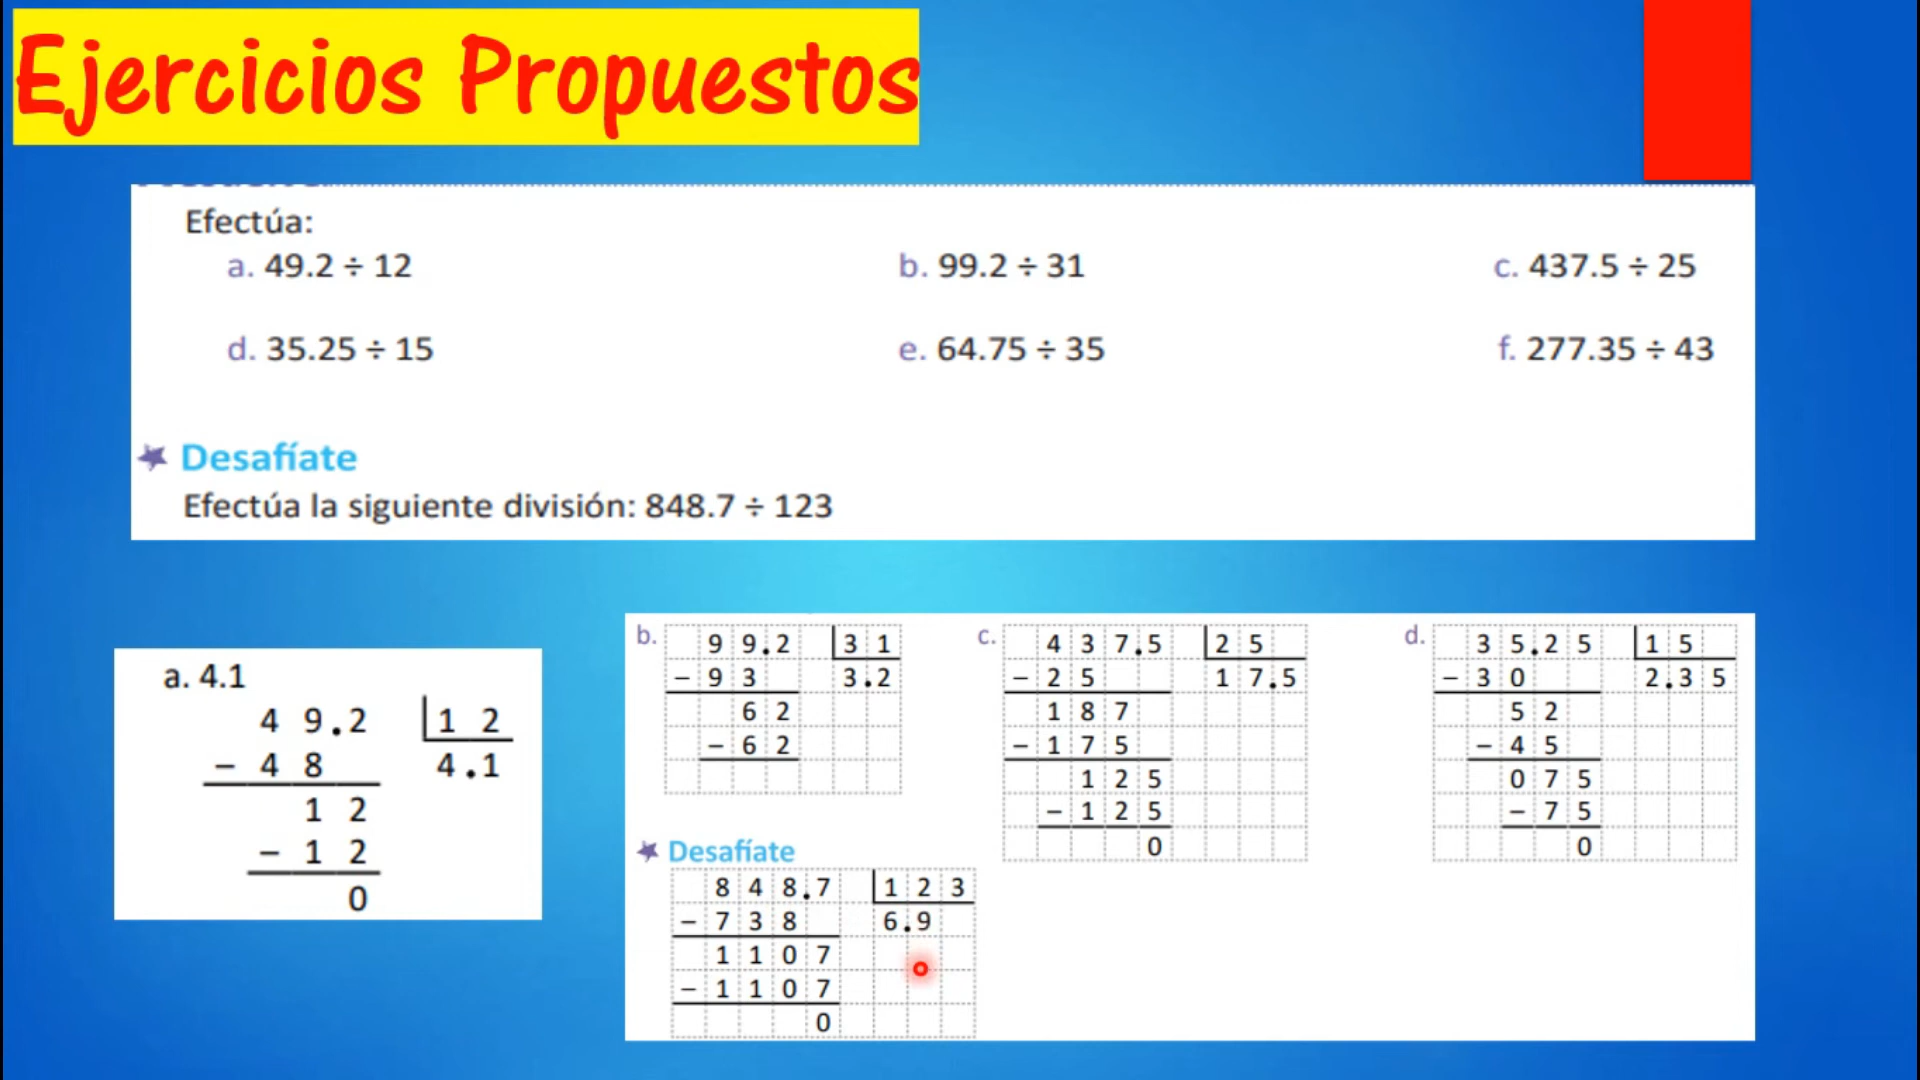 Ejercicios Propuestos
Efectúa:
a. 49.2 ÷ 12 b. 99.2 ÷ 31 c. 437.5 ÷ 25
d. 35.25 ÷ 15 e. 64.75 ÷ 35 f. 277.35 ÷ 43
Desafíate
Efectúa la siguiente división: 848.7 ÷ 123
a. 4.1
4 9.2 1 2
- 4 8 4.1
1 2
- 1 2
0
b. 9 9.2 3 1
- 9 3 3.2
6 2
- 6 2
c. 4 3 7.5 2 5
- 2 5 1 7.5
1 8 7
- 1 7 5
1 2 5
- 1 2 5
0
d. 3 5.2 5 1 5
- 3 0 2.3 5
5 2
- 4 5
0 7 5
- 7 5
0
Desafíate
8 4 8.7 1 2 3
- 7 3 8 6.9
1 1 0 7
- 1 1 0 7
0